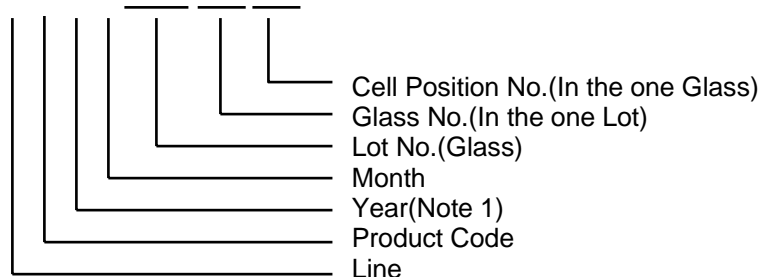 Cell Position No.(In the one Glass)
Glass No.(In the one Lot)
Lot No.(Glass)
Month
Year(Note 1)
Product Code
Line